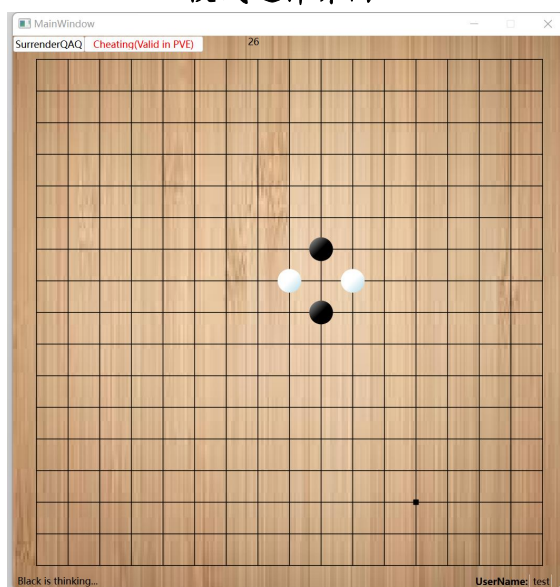 MainWindow
SurrenderQAQ Cheating(Valid in PVE) 26
Black is thinking...
UserName: test